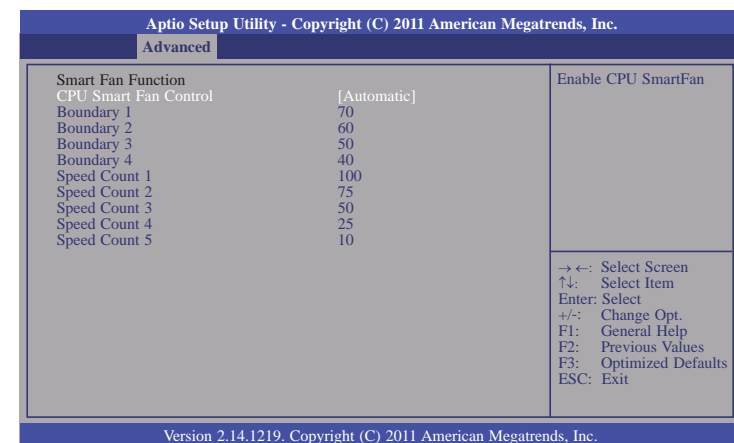 Aptio Setup Utility - Copyright (C) 2011 American Megatrends, Inc.
Advanced
Smart Fan Function
CPU Smart Fan Control [Automatic]
Boundary 1 70
Boundary 2 60
Boundary 3 50
Boundary 4 40
Speed Count 1 100
Speed Count 2 75
Speed Count 3 50
Speed Count 4 25
Speed Count 5 10
Enable CPU SmartFan
→←: Select Screen
↑↓: Select Item
Enter: Select
+/-: Change Opt.
F1: General Help
F2: Previous Values
F3: Optimized Defaults
ESC: Exit
Version 2.14.1219. Copyright (C) 2011 American Megatrends, Inc.